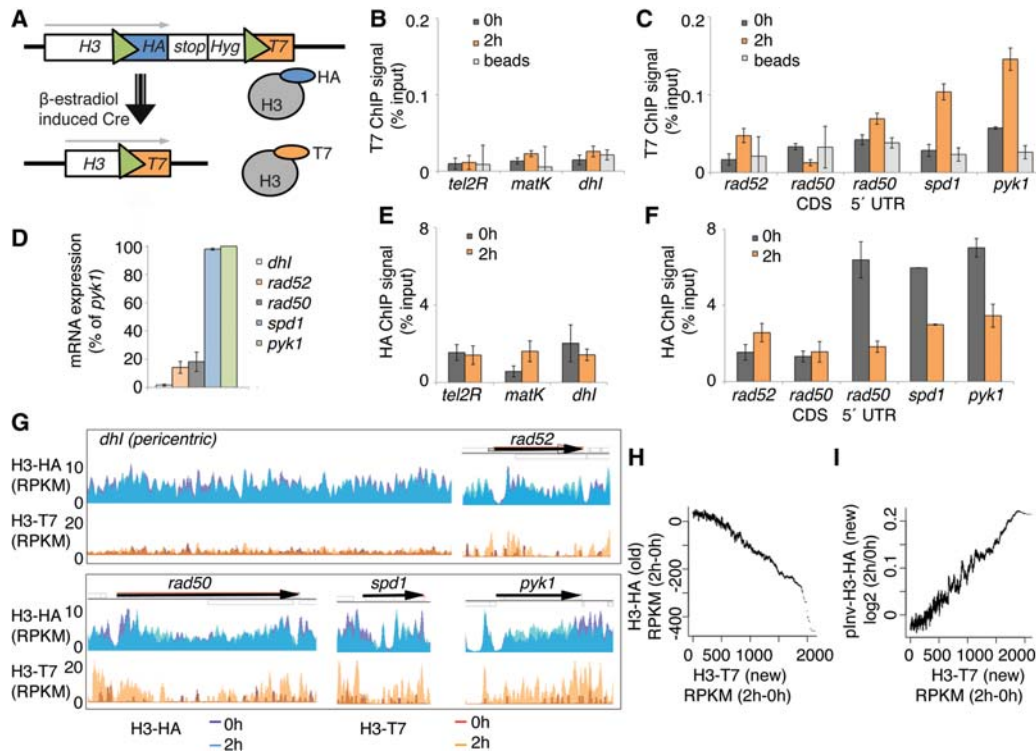 A
H3 HA stop Hyg T7
β-estradiol
induced Cre
HA
H3
H3 T7
T7
H3
B
T7 ChIP signal
(% input)
0.2
0.1
0
0h
2h
beads
tel2R matK dhI
C
T7 ChIP signal
(% input)
0.2
0.1
0
0h
2h
beads
rad52 rad50 rad50 spd1 pyk1
CDS 5´ UTR
D
mRNA expression
(% of pyk1)
100
80
60
40
20
0
dhI
rad52
rad50
spd1
pyk1
E
HA ChIP signal
(% input)
8
4
0
0h
2h
tel2R matK dhI
F
HA ChIP signal
(% input)
8
4
0
0h
2h
rad52 rad50 rad50 spd1 pyk1
CDS 5´ UTR
G
dhI (pericentric) rad52
H3-HA 10
(RPKM)
0
H3-T7 20
(RPKM)
0
rad50 spd1 pyk1
H3-HA 10
(RPKM)
0
H3-T7 20
(RPKM)
0
H3-HA 0h H3-T7 0h
2h 2h
H
H3-HA (old)
RPKM (2h-0h)
0
-200
-400
0 500 1000 2000
H3-T7 (new)
RPKM (2h-0h)
I
pInv-H3-HA (new)
log2 (2h/0h)
0.2
0.1
0
0 500 1000 2000
H3-T7 (new)
RPKM (2h-0h)